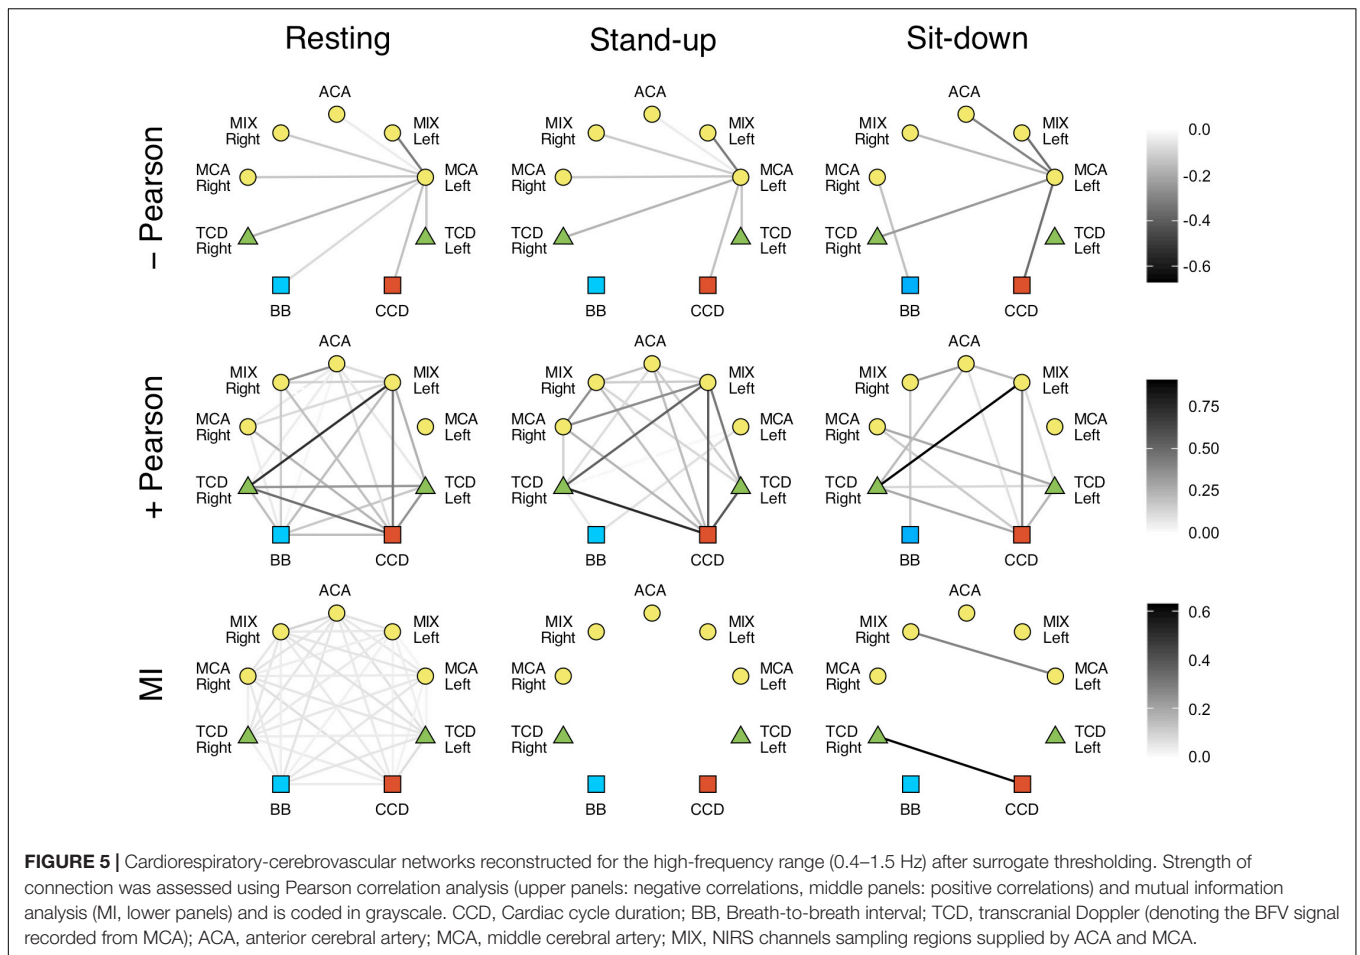 Resting Stand-up Sit-down
– Pearson
ACA
MIX Right
MIX Left
MCA Right
MCA Left
TCD Right
TCD Left
BB
CCD
ACA
MIX Right
MIX Left
MCA Right
MCA Left
TCD Right
TCD Left
BB
CCD
ACA
MIX Right
MIX Left
MCA Right
MCA Left
TCD Right
TCD Left
BB
CCD
0.0
-0.2
-0.4
-0.6
+ Pearson
ACA
MIX Right
MIX Left
MCA Right
MCA Left
TCD Right
TCD Left
BB
CCD
ACA
MIX Right
MIX Left
MCA Right
MCA Left
TCD Right
TCD Left
BB
CCD
ACA
MIX Right
MIX Left
MCA Right
MCA Left
TCD Right
TCD Left
BB
CCD
0.75
0.50
0.25
0.00
MI
ACA
MIX Right
MIX Left
MCA Right
MCA Left
TCD Right
TCD Left
BB
CCD
ACA
MIX Right
MIX Left
MCA Right
MCA Left
TCD Right
TCD Left
BB
CCD
ACA
MIX Right
MIX Left
MCA Right
MCA Left
TCD Right
TCD Left
BB
CCD
0.6
0.4
0.2
0.0
FIGURE 5 | Cardiorespiratory-cerebrovascular networks reconstructed for the high-frequency range (0.4–1.5 Hz) after surrogate thresholding. Strength of
connection was assessed using Pearson correlation analysis (upper panels: negative correlations, middle panels: positive correlations) and mutual information
analysis (MI, lower panels) and is coded in grayscale. CCD, Cardiac cycle duration; BB, Breath-to-breath interval; TCD, transcranial Doppler (denoting the BFV signal
recorded from MCA); ACA, anterior cerebral artery; MCA, middle cerebral artery; MIX, NIRS channels sampling regions supplied by ACA and MCA.